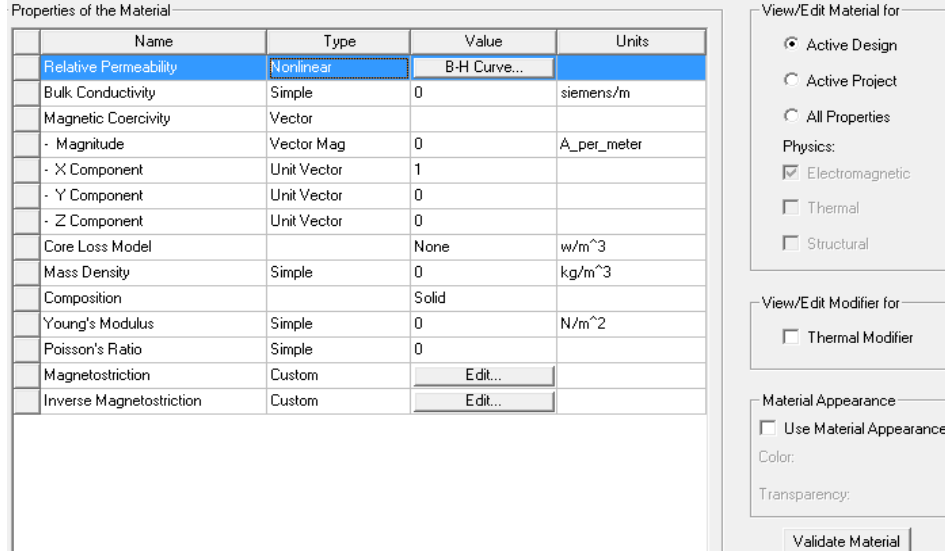 Properties of the Material
Name Type Value Units
Relative Permeability Nonlinear B-H Curve...
Bulk Conductivity Simple 0 siemens/m
Magnetic Coercivity Vector
- Magnitude Vector Mag 0 A_per_meter
- X Component Unit Vector 1
- Y Component Unit Vector 0
- Z Component Unit Vector 0
Core Loss Model None w/m^3
Mass Density Simple 0 kg/m^3
Composition Solid
Young's Modulus Simple 0 N/m^2
Poisson's Ratio Simple 0
Magnetostriction Custom Edit...
Inverse Magnetostriction Custom Edit...
View/Edit Material for
Active Design
Active Project
All Properties
Physics:
Electromagnetic
Thermal
Structural
View/Edit Modifier for
Thermal Modifier
Material Appearance
Use Material Appearance
Color:
Transparency:
Validate Material